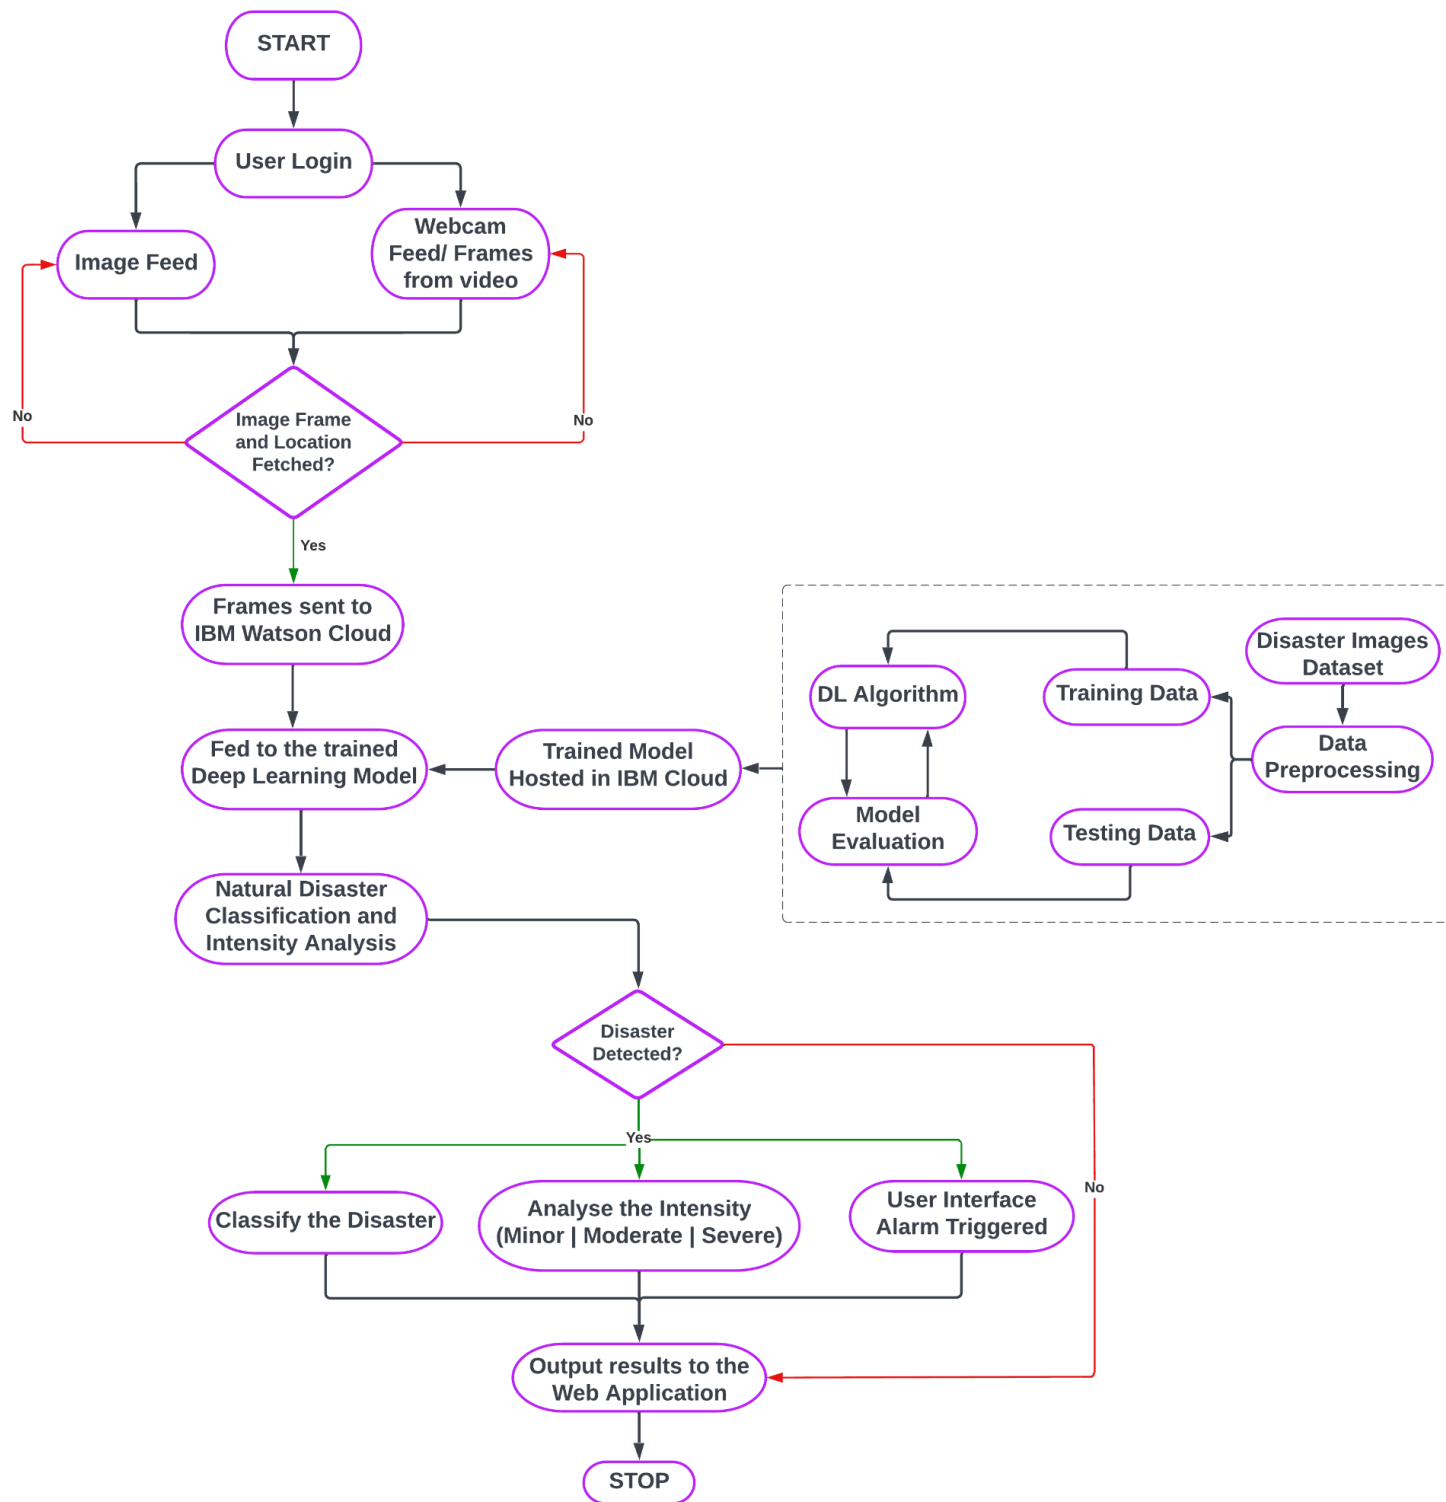 START
User Login
Image Feed
Webcam
Feed/ Frames
from video
No
Image Frame
and Location
Fetched?
No
Yes
Frames sent to
IBM Watson Cloud
Fed to the trained
Deep Learning Model
Trained Model
Hosted in IBM Cloud
DL Algorithm
Training Data
Disaster Images
Dataset
Data
Preprocessing
Model
Evaluation
Testing Data
Natural Disaster
Classification and
Intensity Analysis
Disaster
Detected?
Yes
No
Classify the Disaster
Analyse the Intensity
(Minor | Moderate | Severe)
User Interface
Alarm Triggered
Output results to the
Web Application
STOP